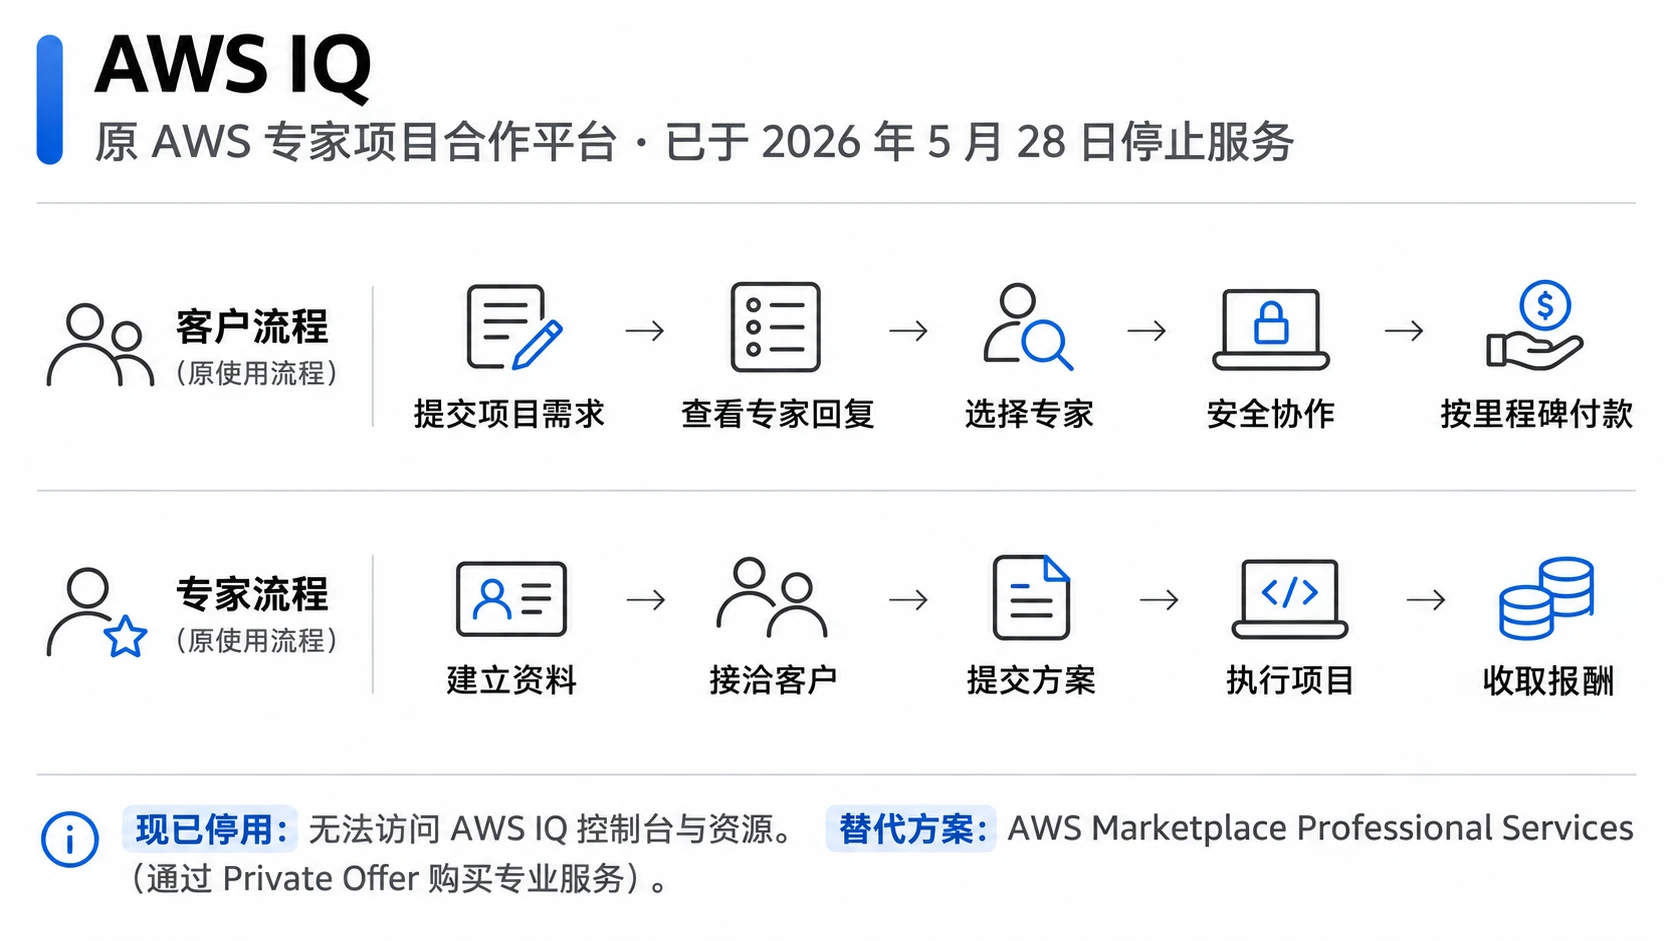 AWS IQ
原 AWS 专家项目合作平台 · 已于 2026 年 5 月 28 日停止服务
客户流程
（原使用流程）
提交项目需求
查看专家回复
选择专家
安全协作
$
按里程碑付款
专家流程
（原使用流程）
建立资料
接洽客户
提交方案
</>
执行项目
收取报酬
i
现已停用： 无法访问 AWS IQ 控制台与资源。 替代方案： AWS Marketplace Professional Services
（通过 Private Offer 购买专业服务）。